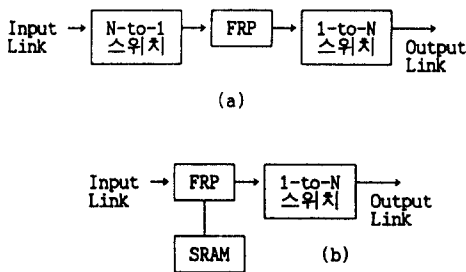 Input
Link
N-to-1
스위치
FRP
1-to-N
스위치
Output
Link
(a)
Input
Link
FRP
1-to-N
스위치
Output
Link
SRAM
(b)